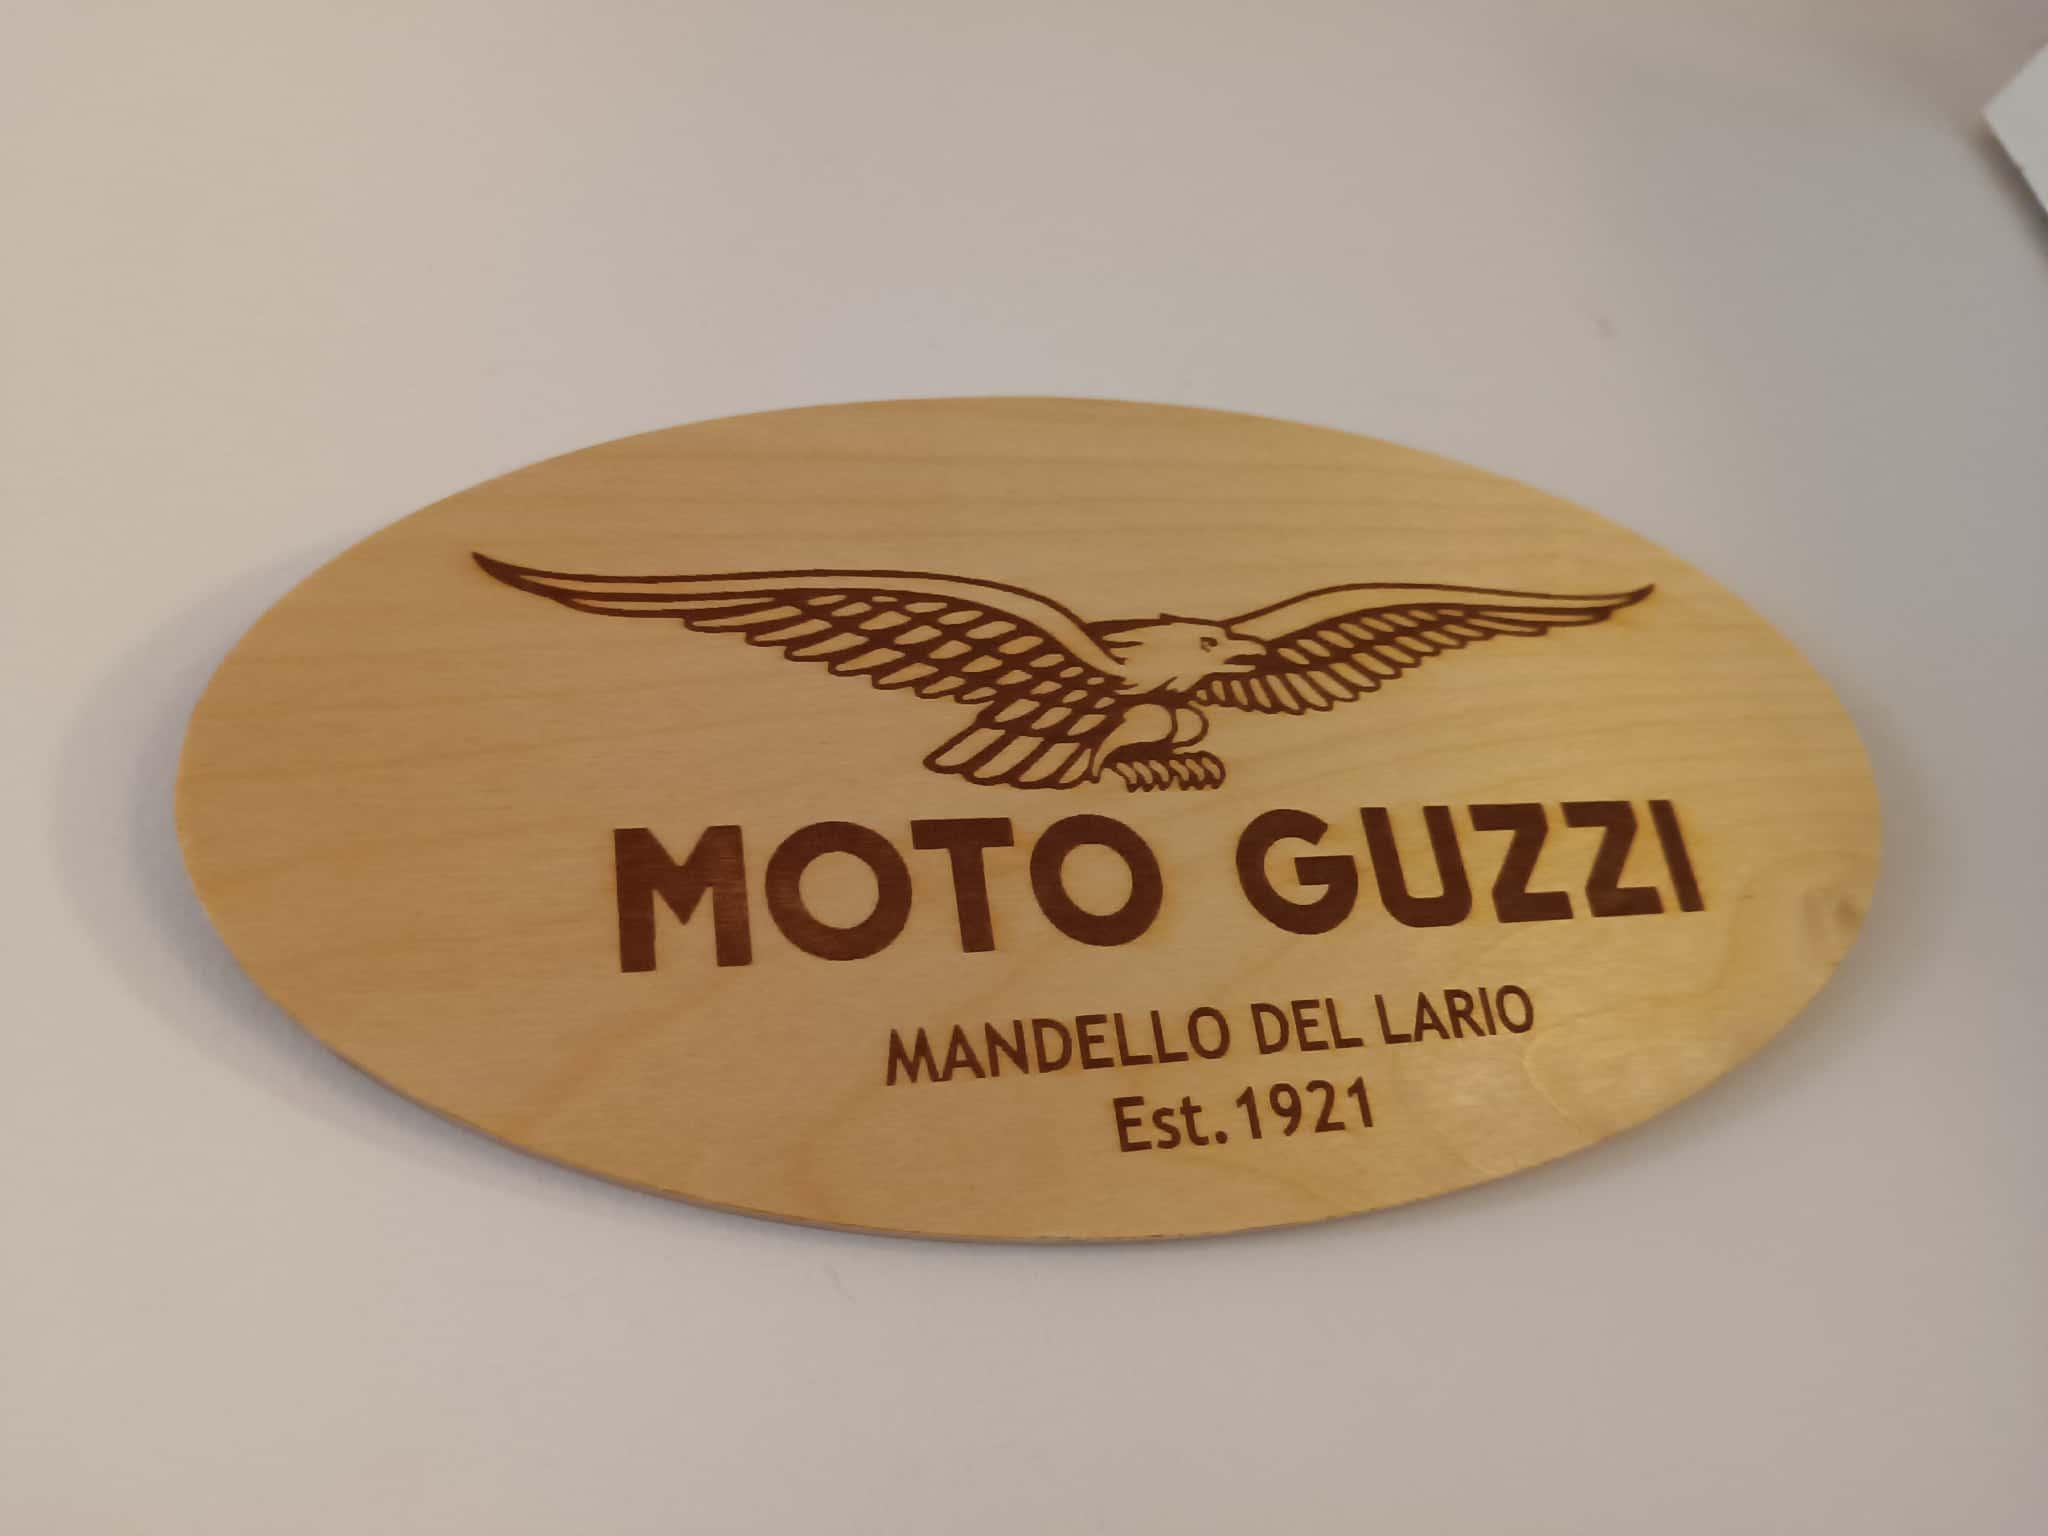 MOTO GUZZI
MANDELLO DEL LARIO
Est. 1921